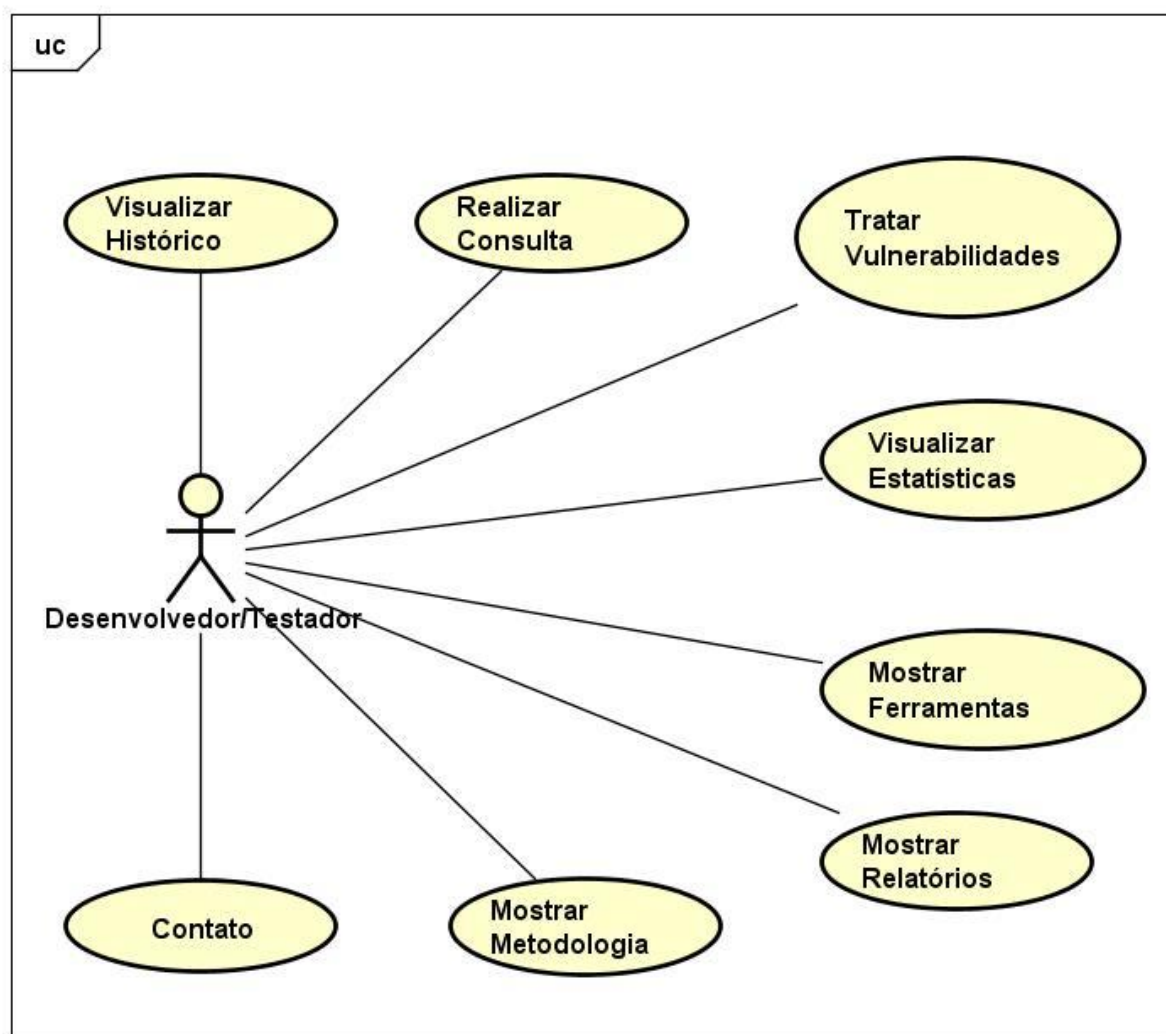 uc
Visualizar
Histórico
Realizar
Consulta
Tratar
Vulnerabilidades
Visualizar
Estatísticas
Desenvolvedor/Testador
Mostrar
Ferramentas
Mostrar
Relatórios
Contato
Mostrar
Metodologia